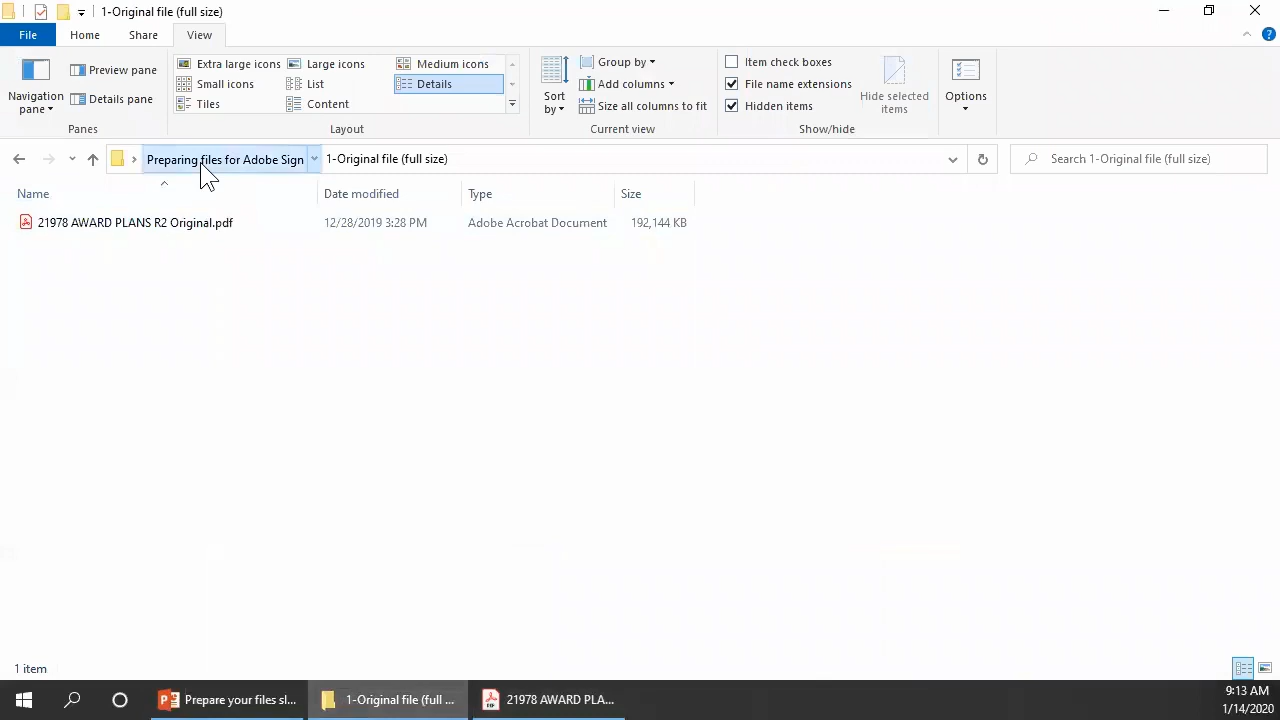 1-Original file (full size)
File Home Share View
Navigation pane
Preview pane
Details pane
Panes
Extra large icons Large icons Medium icons
Small icons List Details
Tiles Content
Layout
Sort by
Group by
Add columns
Size all columns to fit
Current view
Item check boxes
File name extensions
Hidden items
Hide selected items
Show/hide
Options
Preparing files for Adobe Sign 1-Original file (full size) Search 1-Original file (full size)
Name Date modified Type Size
21978 AWARD PLANS R2 Original.pdf 12/28/2019 3:28 PM Adobe Acrobat Document 192,144 KB
1 item
Prepare your files sl... 1-Original file (full ... 21978 AWARD PLA...
9:13 AM
1/14/2020